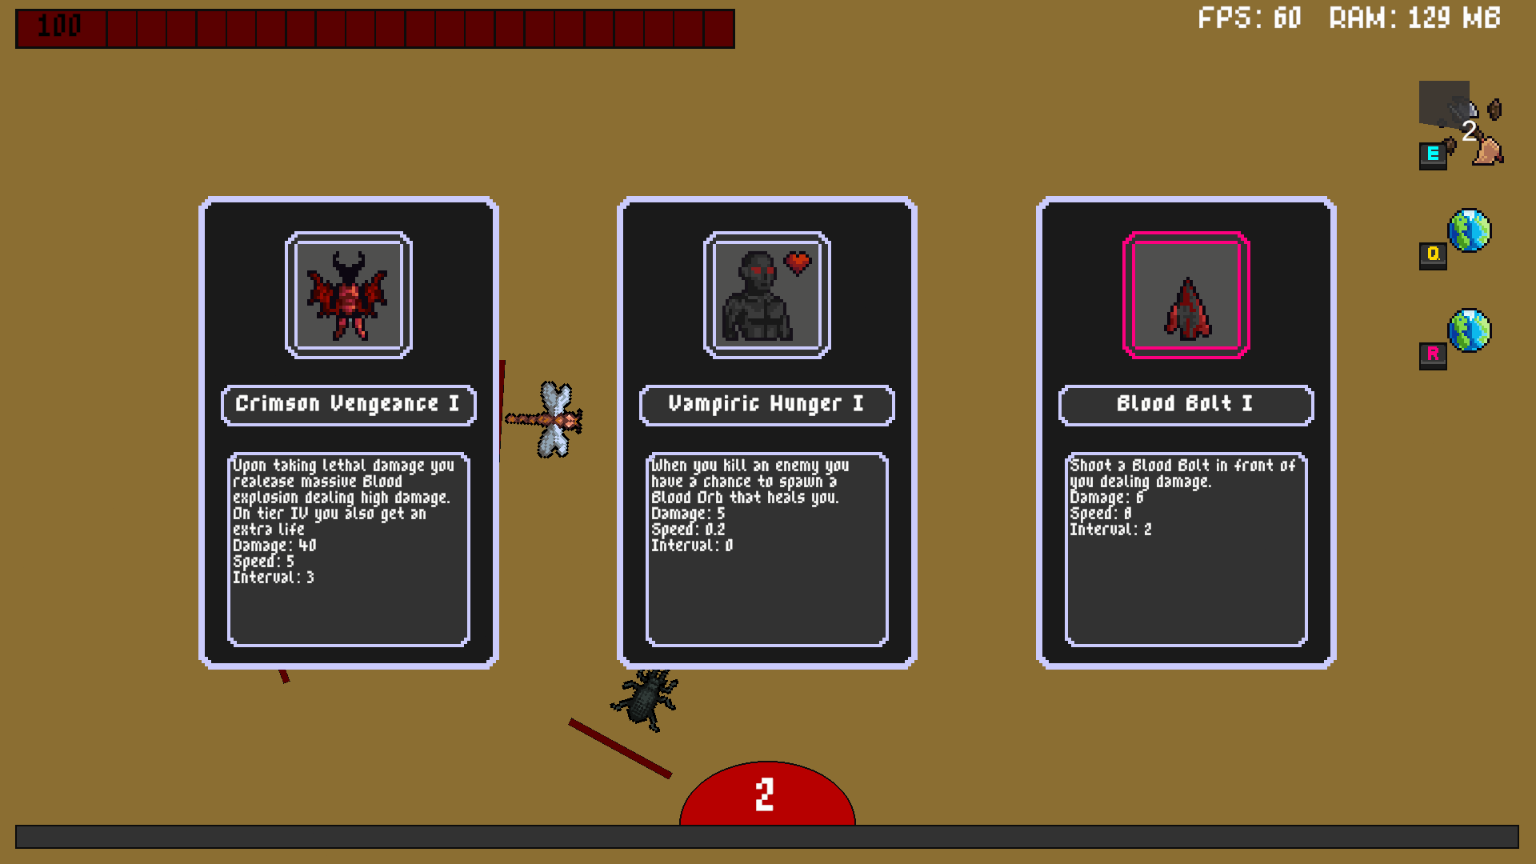 100
FPS: 60 RAM: 129 MB
2
E
Q
R
Crimson Vengeance I
Upon taking lethal damage you
realease massive Blood
explosion dealing high damage.
On tier IV you also get an
extra life
Damage: 40
Speed: 5
Interval: 3
Vampiric Hunger I
When you kill an enemy you
have a chance to spawn a
Blood Orb that heals you.
Damage: 5
Speed: 0.2
Interval: 0
Blood Bolt I
Shoot a Blood Bolt in front of
you dealing damage.
Damage: 6
Speed: 8
Interval: 2
2